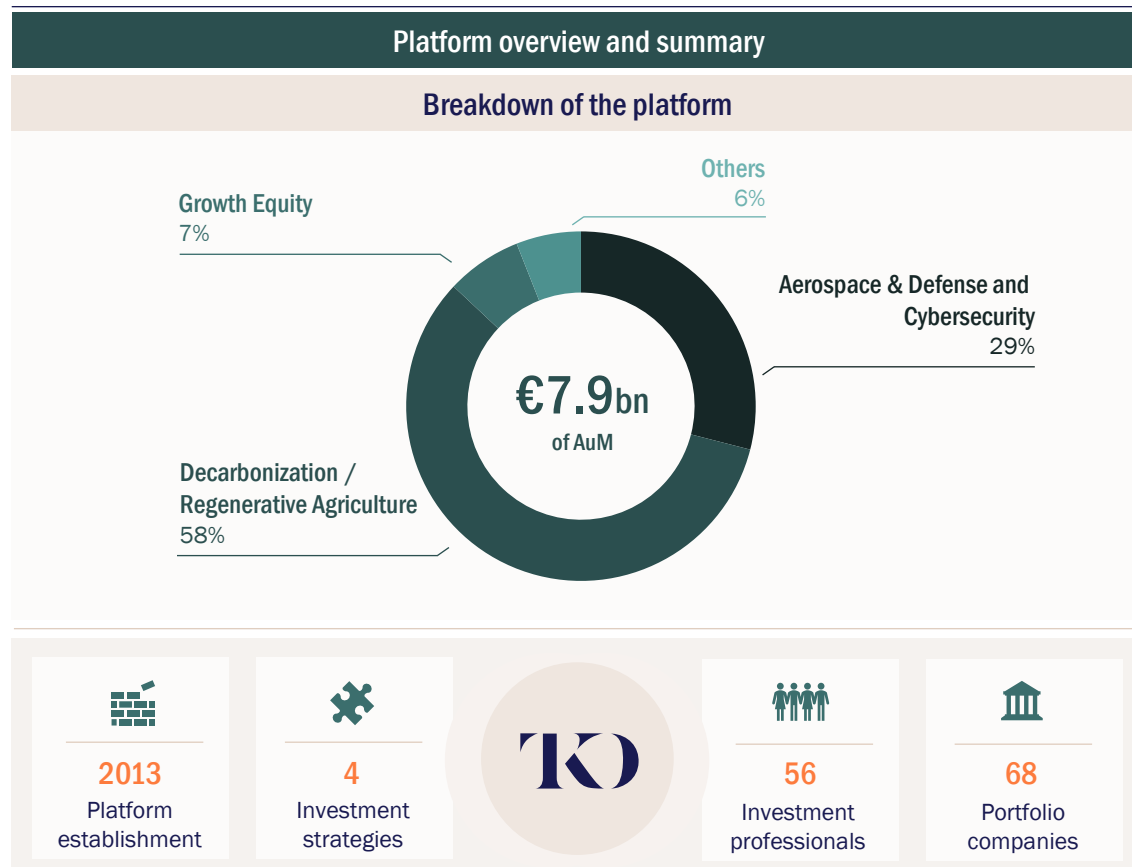 Platform overview and summary
Breakdown of the platform
Others
6%
Growth Equity
7%
Aerospace & Defense and
Cybersecurity
29%
€7.9bn
of AuM
Decarbonization /
Regenerative Agriculture
58%
2013
Platform
establishment
4
Investment
strategies
TKO
56
Investment
professionals
68
Portfolio
companies